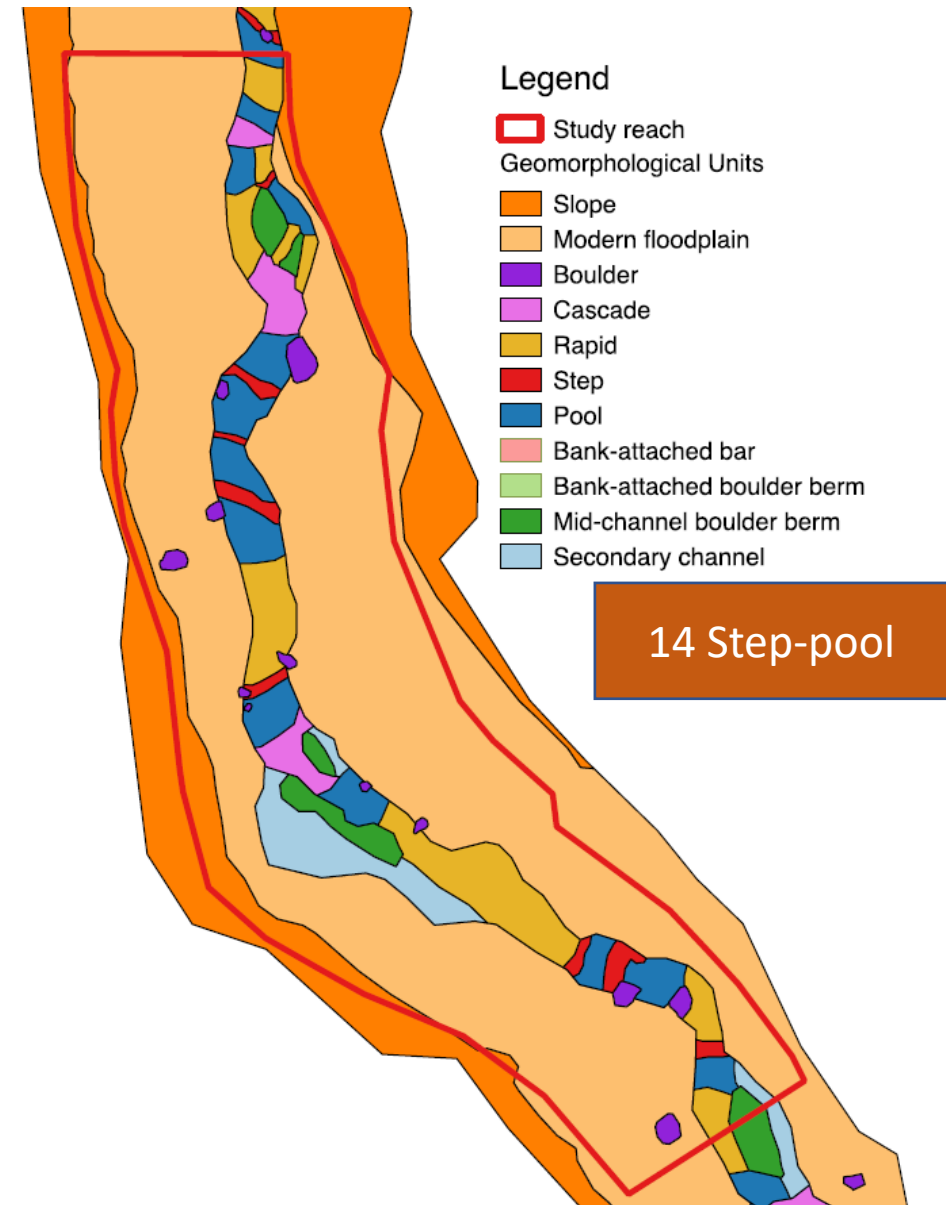 Legend
Study reach
Geomorphological Units
Slope
Modern floodplain
Boulder
Cascade
Rapid
Step
Pool
Bank-attached bar
Bank-attached boulder berm
Mid-channel boulder berm
Secondary channel
14 Step-pool